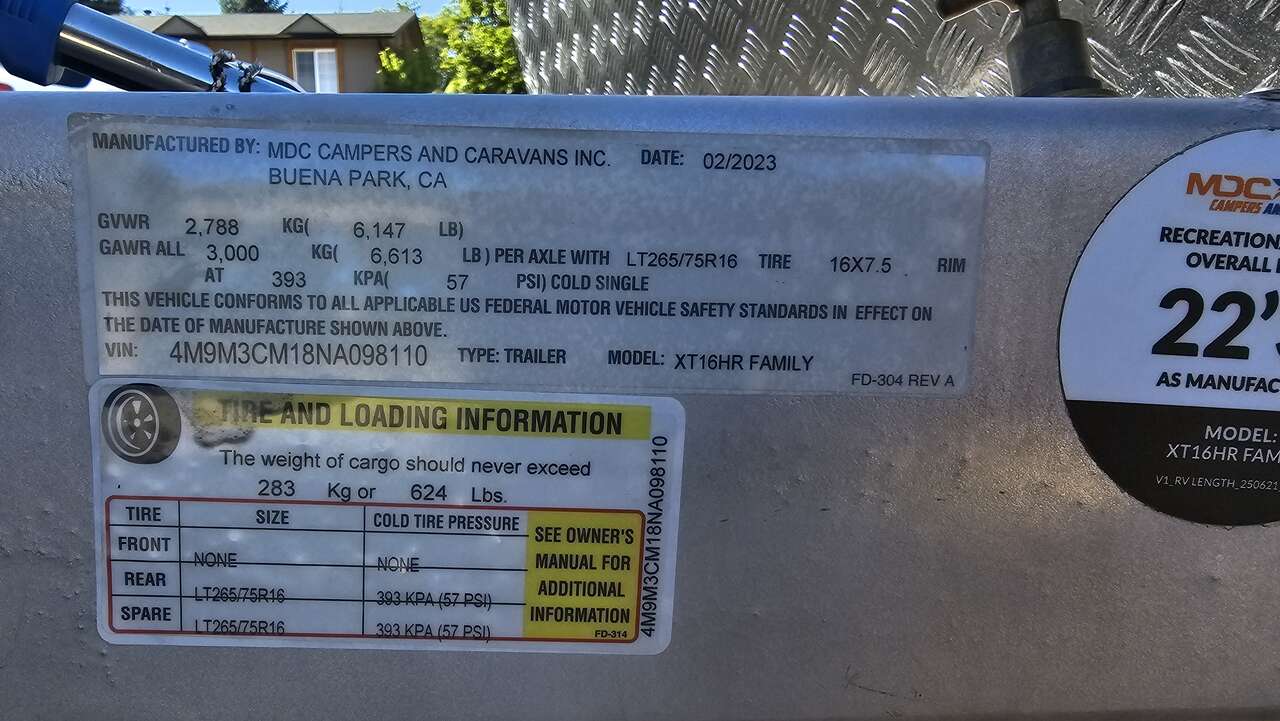 MANUFACTURED BY: MDC CAMPERS AND CARAVANS INC. DATE: 02/2023
BUENA PARK, CA
GVWR 2,788 KG( 6,147 LB)
GAWR ALL 3,000 KG( 6,613 LB) PER AXLE WITH LT265/75R16 TIRE 16X7.5 RIM
AT 393 KPA( 57 PSI) COLD SINGLE
THIS VEHICLE CONFORMS TO ALL APPLICABLE US FEDERAL MOTOR VEHICLE SAFETY STANDARDS IN EFFECT ON
THE DATE OF MANUFACTURE SHOWN ABOVE.
VIN: 4M9M3CM18NA098110 TYPE: TRAILER MODEL: XT16HR FAMILY
FD-304 REV A
TIRE AND LOADING INFORMATION
The weight of cargo should never exceed
283 Kg or 624 Lbs.
TIRE SIZE COLD TIRE PRESSURE
FRONT NONE NONE
REAR LT265/75R16 393 KPA (57 PSI)
SPARE LT265/75R16 393 KPA (57 PSI)
SEE OWNER'S
MANUAL FOR
ADDITIONAL
INFORMATION
FD-314
4M9M3CM18NA098110
MDC
CAMPERS
RECREATION
OVERALL
22'
AS MANUFAC
MODEL:
XT16HR FAM
V1_RV LENGTH_250621